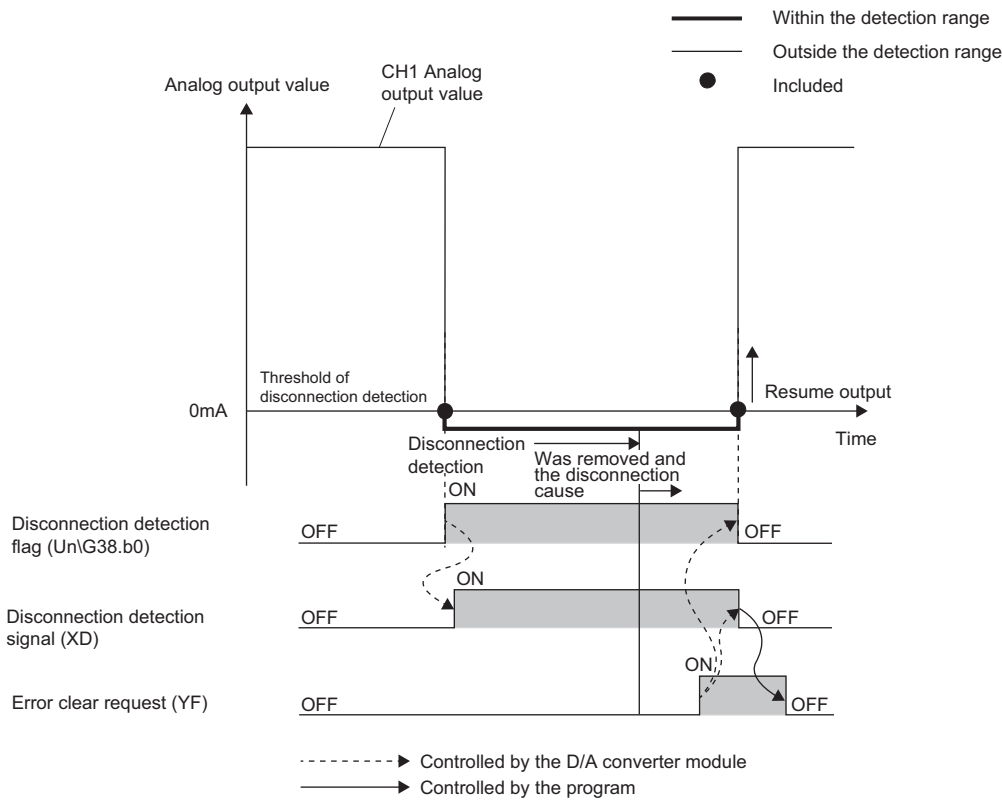 Within the detection range
Outside the detection range
Included
Analog output value
CH1 Analog
output value
Threshold of
disconnection detection
0mA
Resume output
Time
Disconnection
detection
Was removed and
the disconnection
cause
Disconnection detection
flag (Un\G38.b0)
OFF
ON
OFF
Disconnection detection
signal (XD)
OFF
ON
OFF
Error clear request (YF)
OFF
ON
OFF
Controlled by the D/A converter module
Controlled by the program